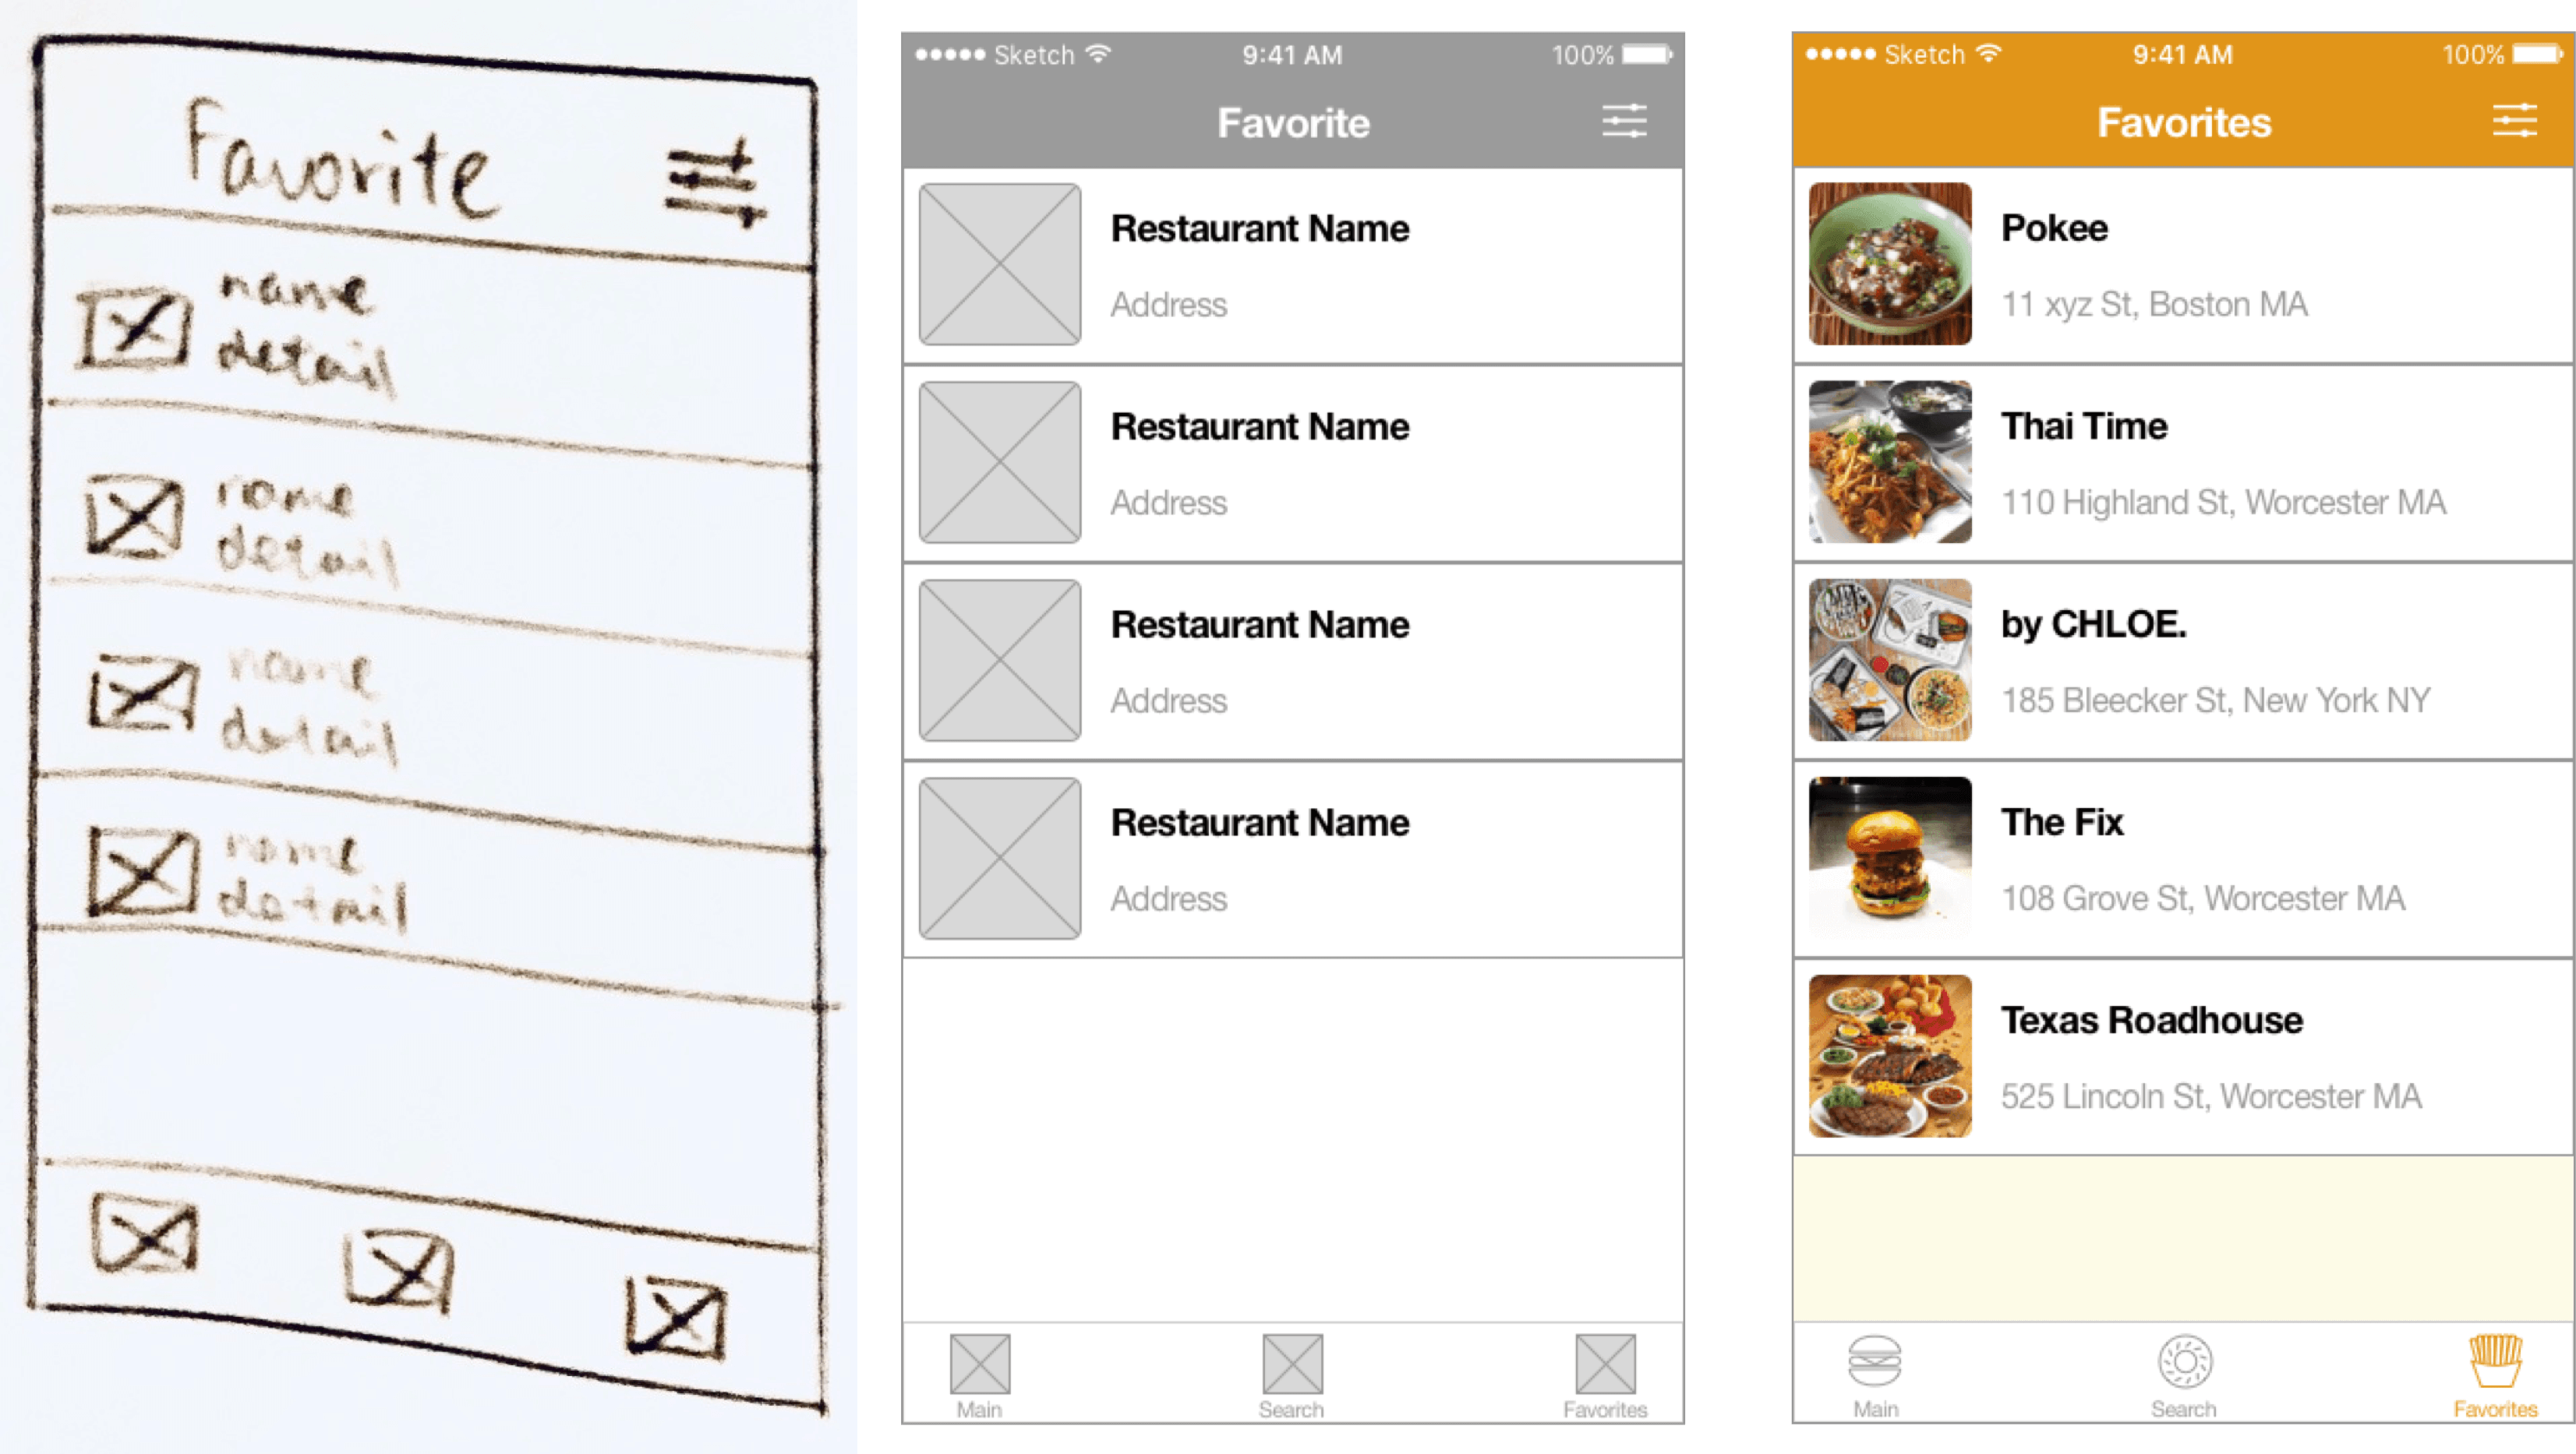 Favorite
name
detail
name
detail
name
detail
name
detail
Sketch 9:41 AM 100%
Favorite
Restaurant Name
Address
Restaurant Name
Address
Restaurant Name
Address
Restaurant Name
Address
Main Search Favorites
Sketch 9:41 AM 100%
Favorites
Pokee
11 xyz St, Boston MA
Thai Time
110 Highland St, Worcester MA
by CHLOE.
185 Bleecker St, New York NY
The Fix
108 Grove St, Worcester MA
Texas Roadhouse
525 Lincoln St, Worcester MA
Main Search Favorites